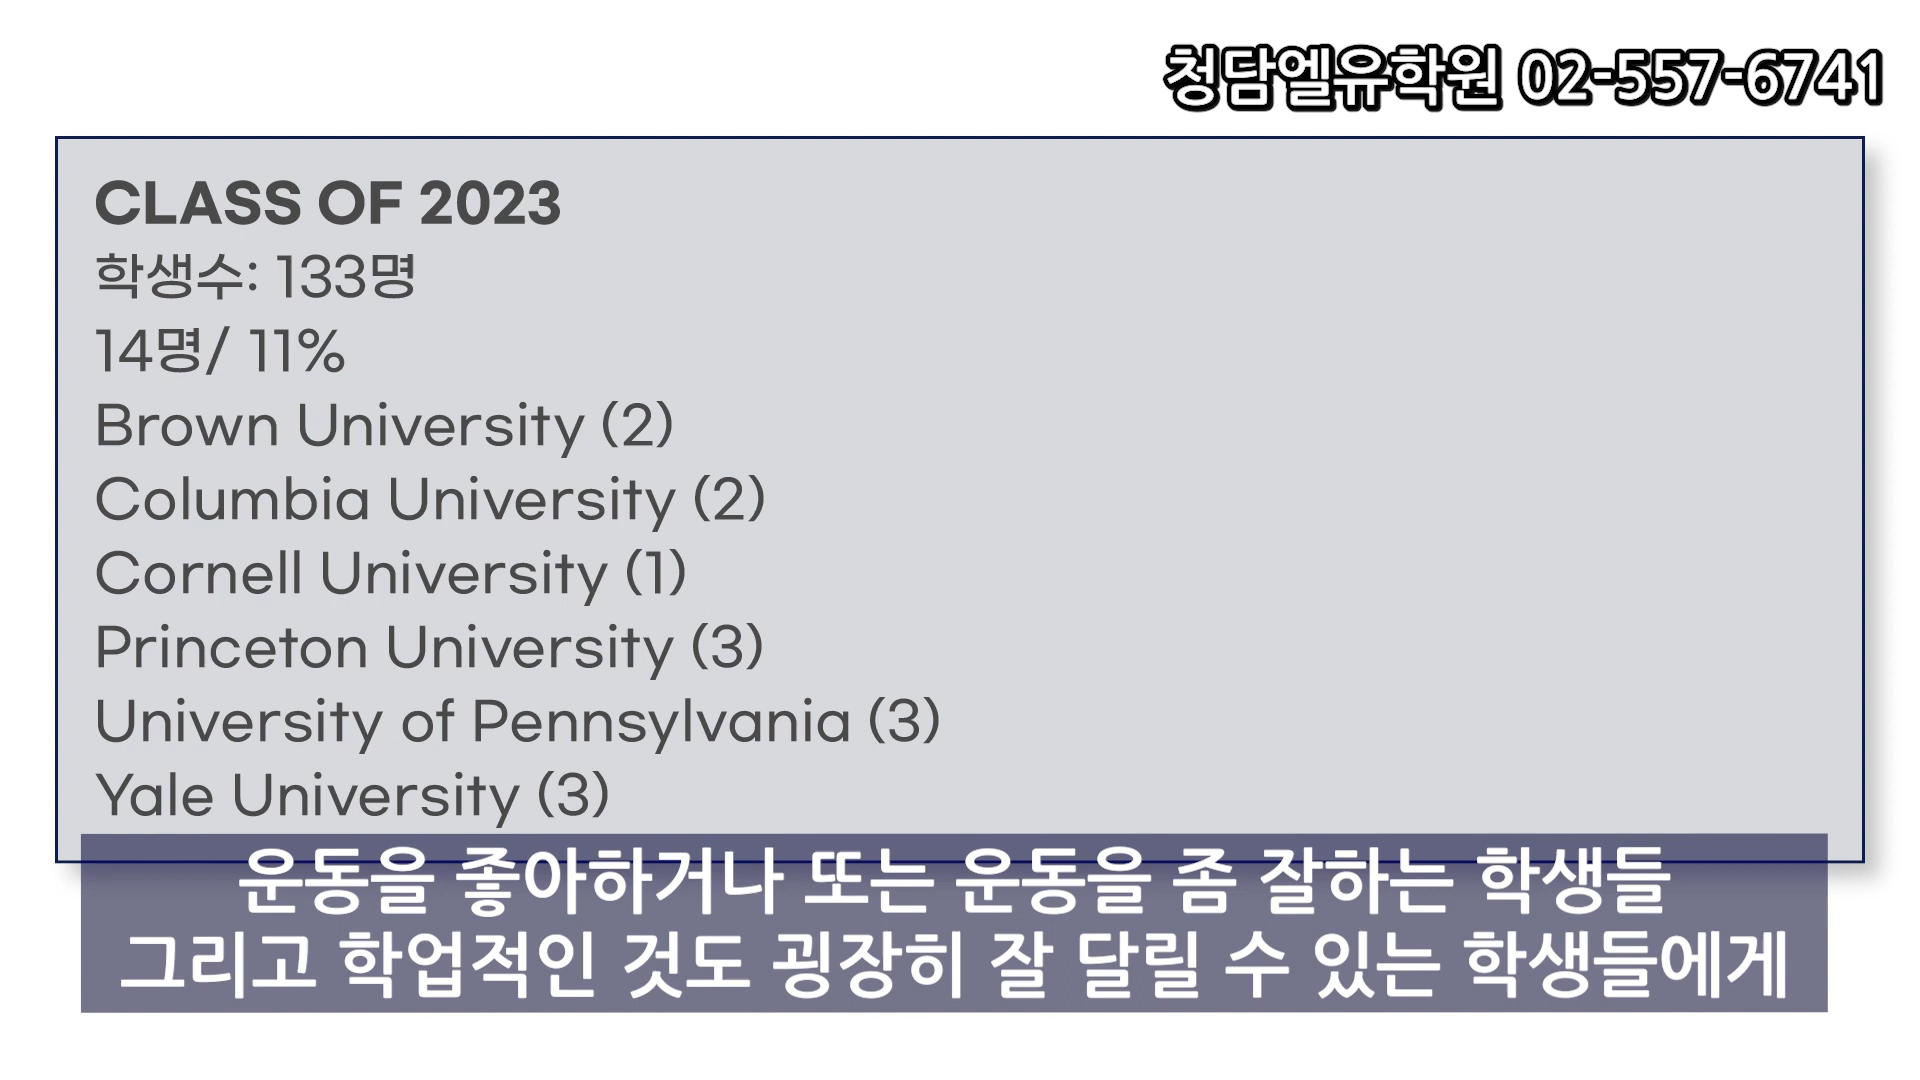 청담엘유학원 02-557-6741
CLASS OF 2023
학생수: 133명
14명/ 11%
Brown University (2)
Columbia University (2)
Cornell University (1)
Princeton University (3)
University of Pennsylvania (3)
Yale University (3)
운동을 좋아하거나 또는 운동을 좀 잘하는 학생들
그리고 학업적인 것도 굉장히 잘 달릴 수 있는 학생들에게